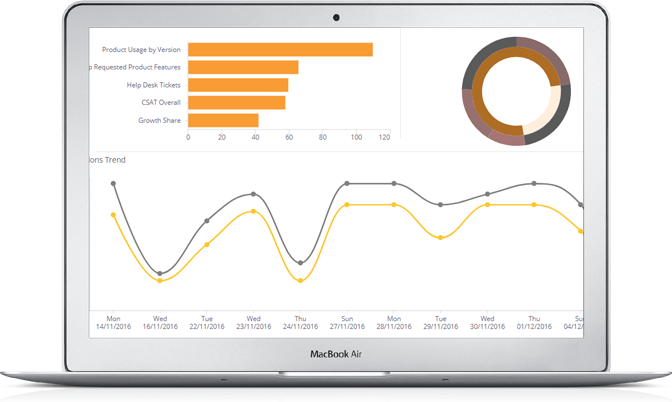 Product Usage by Version
p Requested Product Features
Help Desk Tickets
CSAT Overall
Growth Share
0 20 40 60 80 100 120
ons Trend
Mon Wed Tue Wed Thu Sun Mon Tue Wed Thu Su
14/11/2016 16/11/2016 22/11/2016 23/11/2016 24/11/2016 27/11/2016 28/11/2016 29/11/2016 30/11/2016 01/12/2016 04/12/
MacBook Air